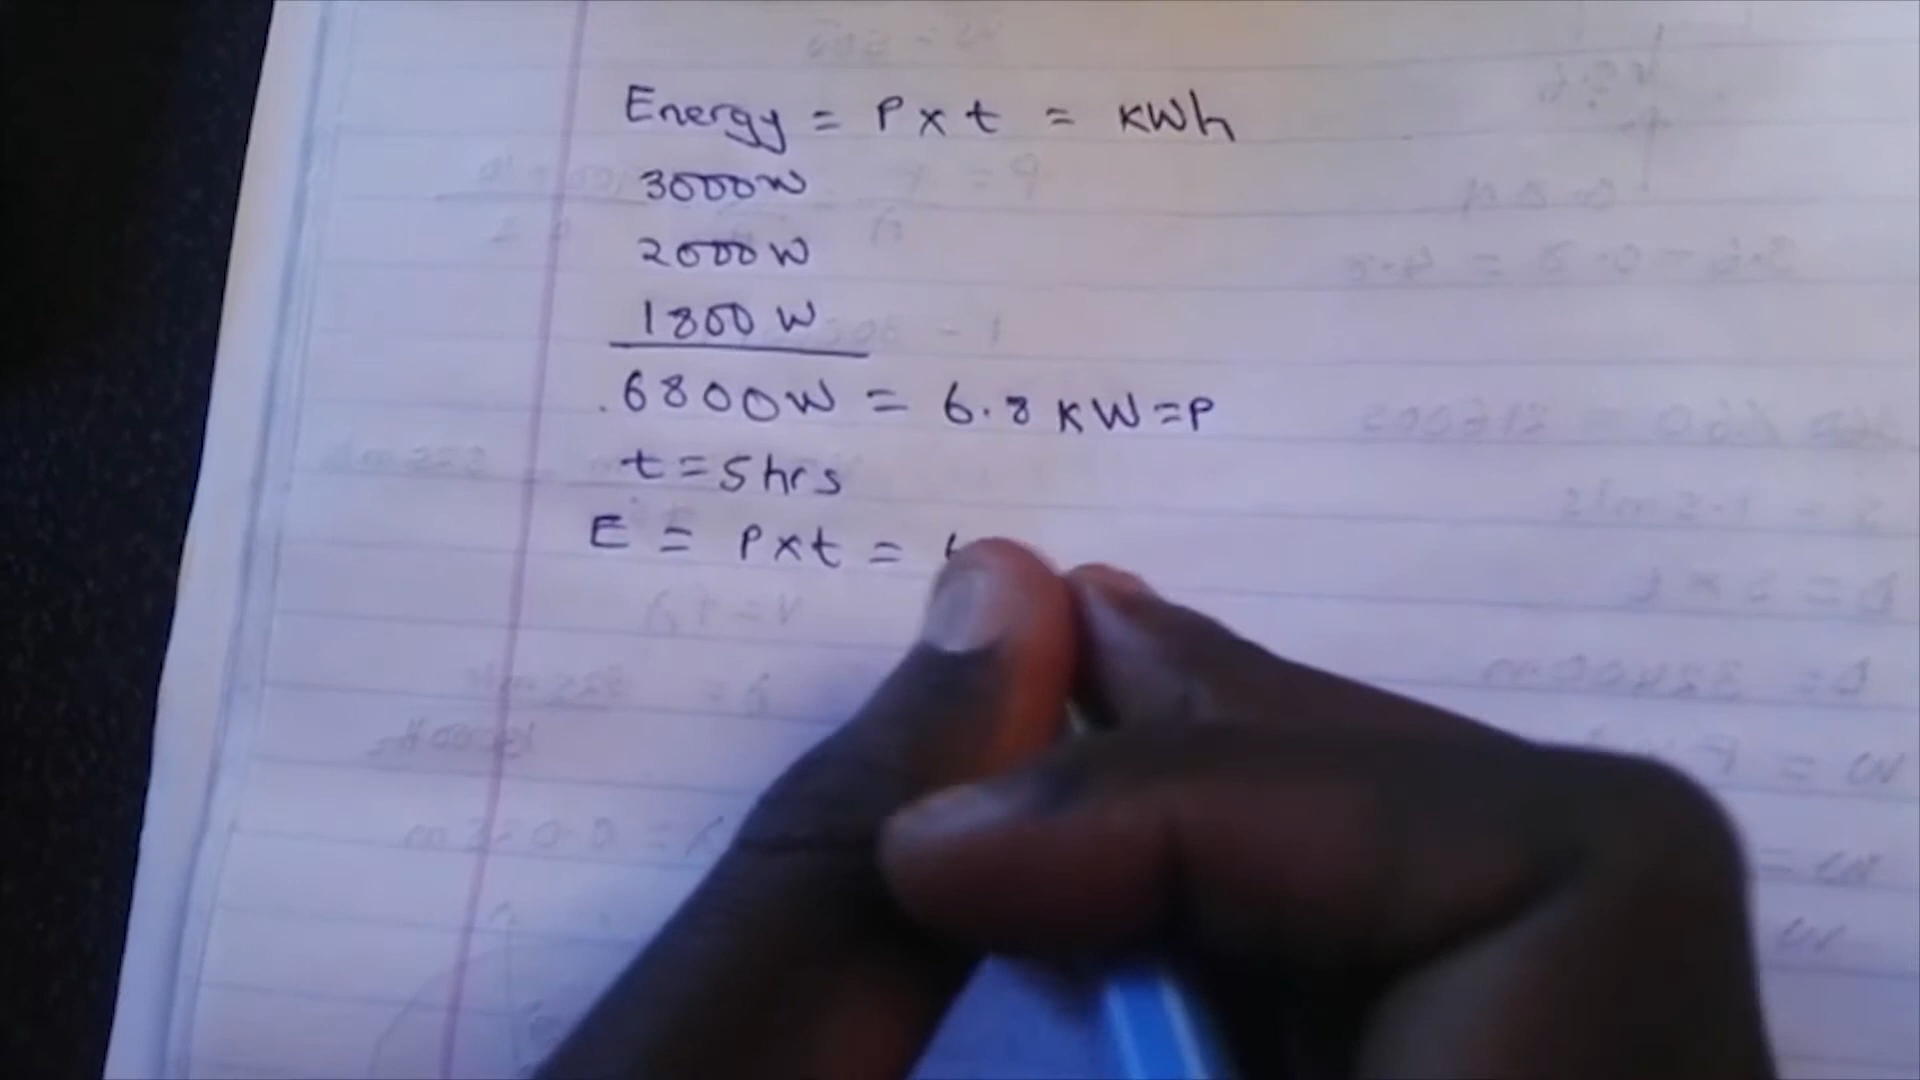 Energy = P x t = KWh
3000W
2000W
1800W
6800W = 6.8 KW = P
t = 5hrs
E = P x t =